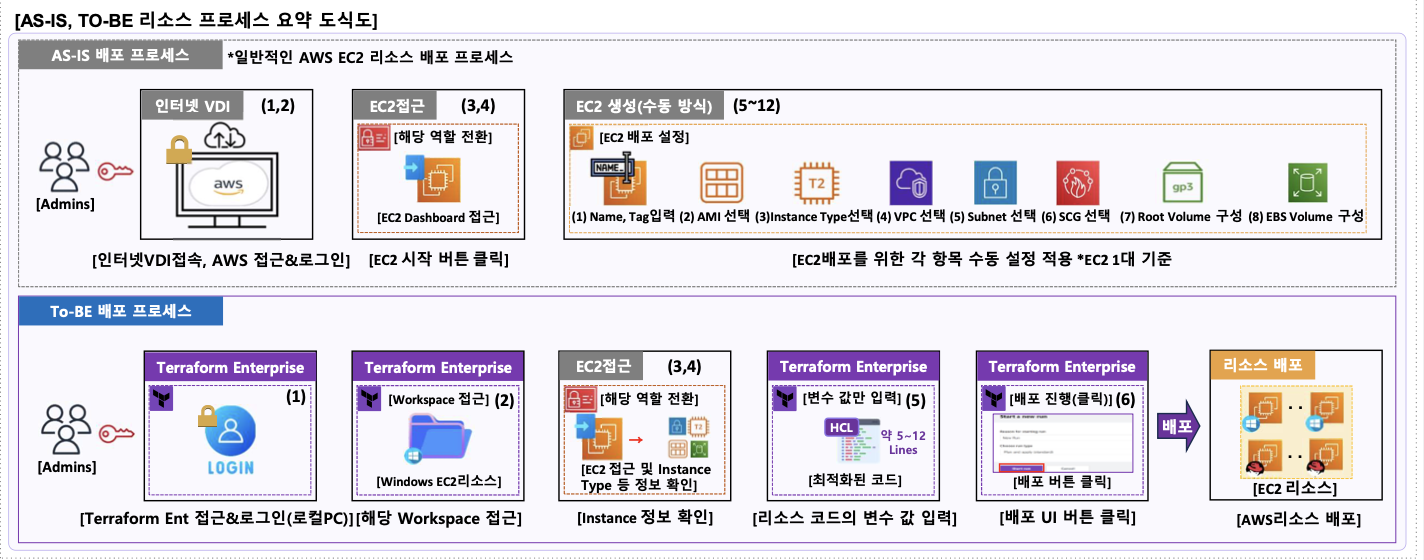 [AS-IS, TO-BE 리소스 프로세스 요약 도식도]
AS-IS 배포 프로세스
*일반적인 AWS EC2 리소스 배포 프로세스
인터넷 VDI
(1,2)
aws
[Admins]
[인터넷VDI접속, AWS 접근&로그인]
EC2접근
(3,4)
[해당 역할 전환]
[EC2 Dashboard 접근]
[EC2 시작 버튼 클릭]
EC2 생성(수동 방식)
(5~12)
[EC2 배포 설정]
NAME_
T2
gp3
(1) Name, Tag입력
(2) AMI 선택
(3)Instance Type선택
(4) VPC 선택
(5) Subnet 선택
(6) SCG 선택
(7) Root Volume 구성
(8) EBS Volume 구성
[EC2배포를 위한 각 항목 수동 설정 적용 *EC2 1대 기준
To-BE 배포 프로세스
[Admins]
Terraform Enterprise
(1)
LOGIN
[Terraform Ent 접근&로그인(로컬PC)]
Terraform Enterprise
[Workspace 접근]
(2)
[Windows EC2리소스]
[해당 Workspace 접근]
EC2접근
(3,4)
[해당 역할 전환]
T2
[EC2 접근 및 Instance
Type 등 정보 확인]
[Instance 정보 확인]
Terraform Enterprise
[변수 값만 입력]
(5)
HCL
약 5~12
Lines
[최적화된 코드]
[리소스 코드의 변수 값 입력]
Terraform Enterprise
[배포 진행(클릭)]
(6)
Start a new run
[배포 버튼 클릭]
[배포 UI 버튼 클릭]
배포
리소스 배포
[EC2 리소스]
[AWS리소스 배포]